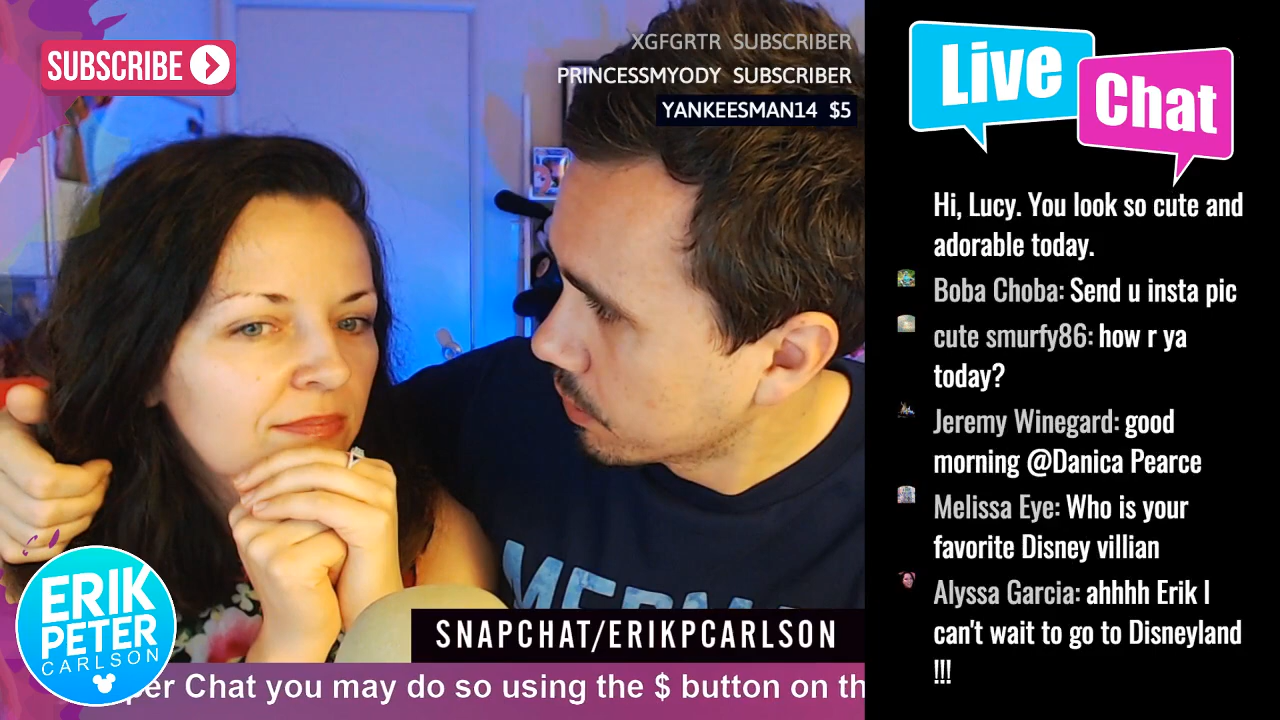 SUBSCRIBE
XGFGRTR SUBSCRIBER
PRINCESSMYODY SUBSCRIBER
YANKEESMAN14 $5
ERIK
PETER
CARLSON
SNAPCHAT/ERIKPCARLSON
Chat you may do so using the $ button on
Live
Chat
Hi, Lucy. You look so cute and
adorable today.
Boba Choba: Send u insta pic
cute smurfy86: how r ya
today?
Jeremy Winegard: good
morning @Danica Pearce
Melissa Eye: Who is your
favorite Disney villian
Alyssa Garcia: ahhhh Erik I
can't wait to go to Disneyland
!!!